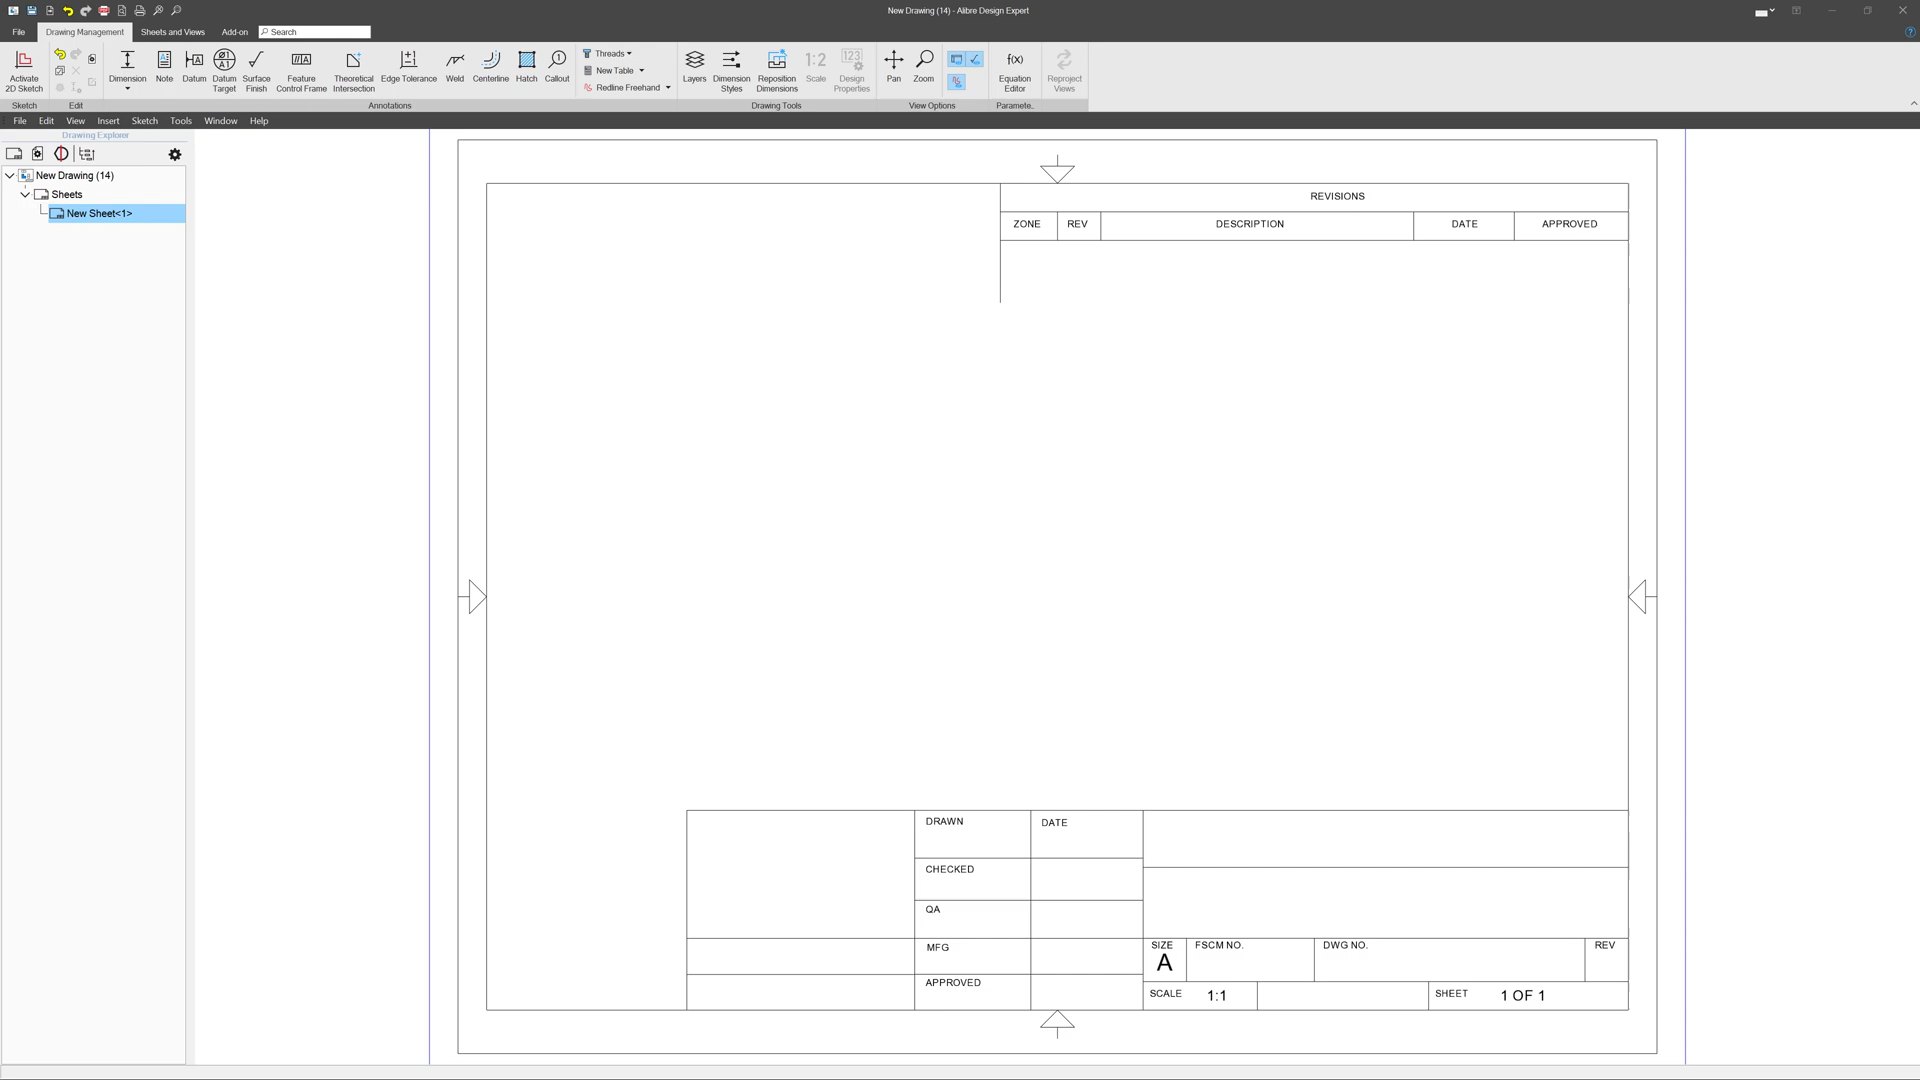 New Drawing (14) - Alibre Design Expert
File
Drawing Management
Sheets and Views
Add-on
Search
Activate
2D Sketch
Dimension
Note
Datum
Datum
Target
Surface
Finish
Feature
Control Frame
Theoretical
Intersection
Edge Tolerance
Weld
Centerline
Hatch
Callout
Threads
New Table
Redline Freehand
Layers
Dimension
Styles
Reposition
Dimensions
1:2
Scale
123
Design
Properties
Pan
Zoom
f(x)
Equation
Editor
Reproject
Views
Sketch
Edit
Annotations
Drawing Tools
View Options
Paramete..
File Edit View Insert Sketch Tools Window Help
Drawing Explorer
New Drawing (14)
Sheets
New Sheet<1>
REVISIONS
ZONE REV DESCRIPTION DATE APPROVED
DRAWN DATE
CHECKED
QA
MFG
APPROVED
SIZE FSCM NO. DWG NO. REV
A
SCALE 1:1 SHEET 1 OF 1